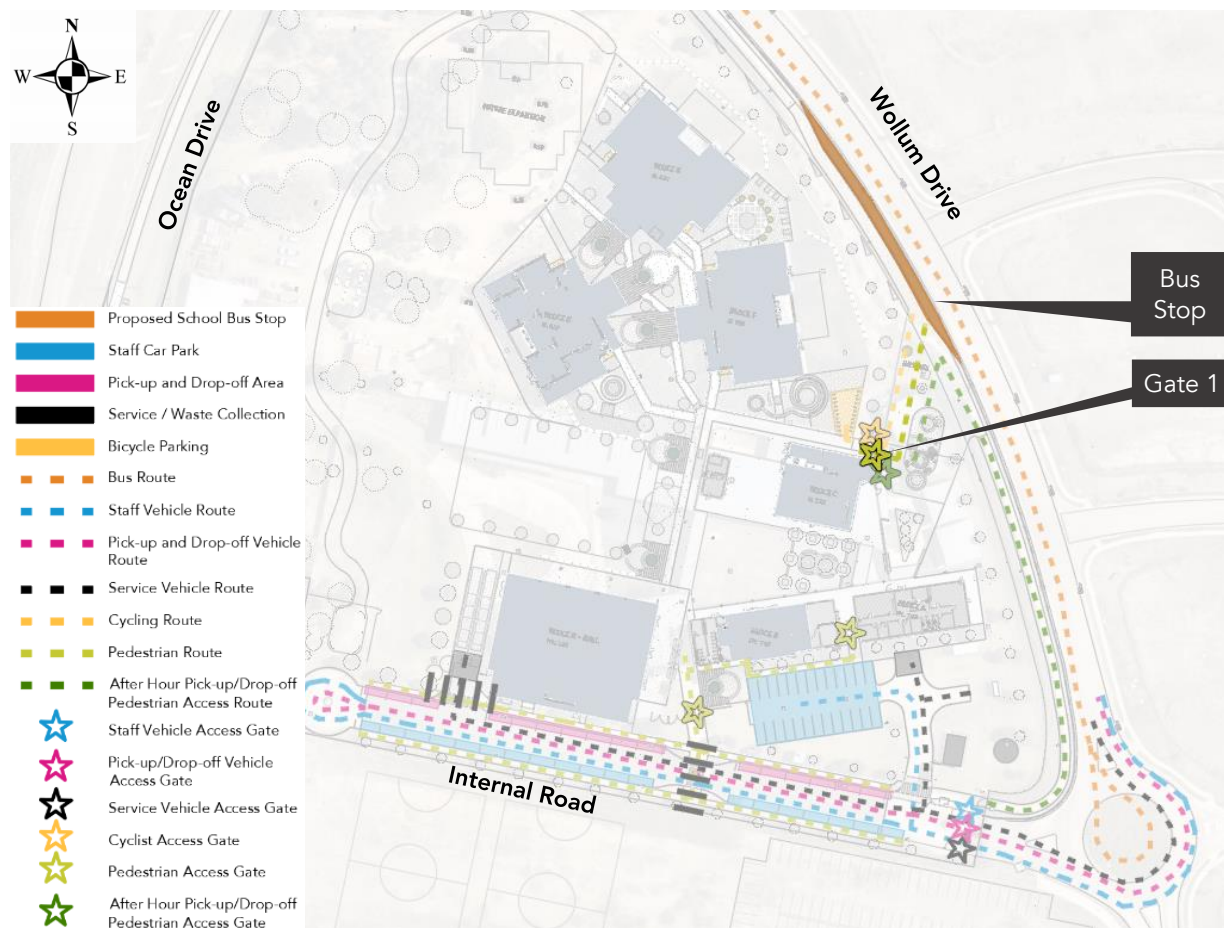 N
W
E
S
Ocean Drive
Wollum Drive
Bus
Stop
Gate 1
Proposed School Bus Stop
Staff Car Park
Pick-up and Drop-off Area
Service / Waste Collection
Bicycle Parking
Bus Route
Staff Vehicle Route
Pick-up and Drop-off Vehicle
Route
Service Vehicle Route
Cycling Route
Pedestrian Route
After Hour Pick-up/Drop-off
Pedestrian Access Route
Staff Vehicle Access Gate
Pick-up/Drop-off Vehicle
Access Gate
Service Vehicle Access Gate
Cyclist Access Gate
Pedestrian Access Gate
After Hour Pick-up/Drop-off
Pedestrian Access Gate
Internal Road